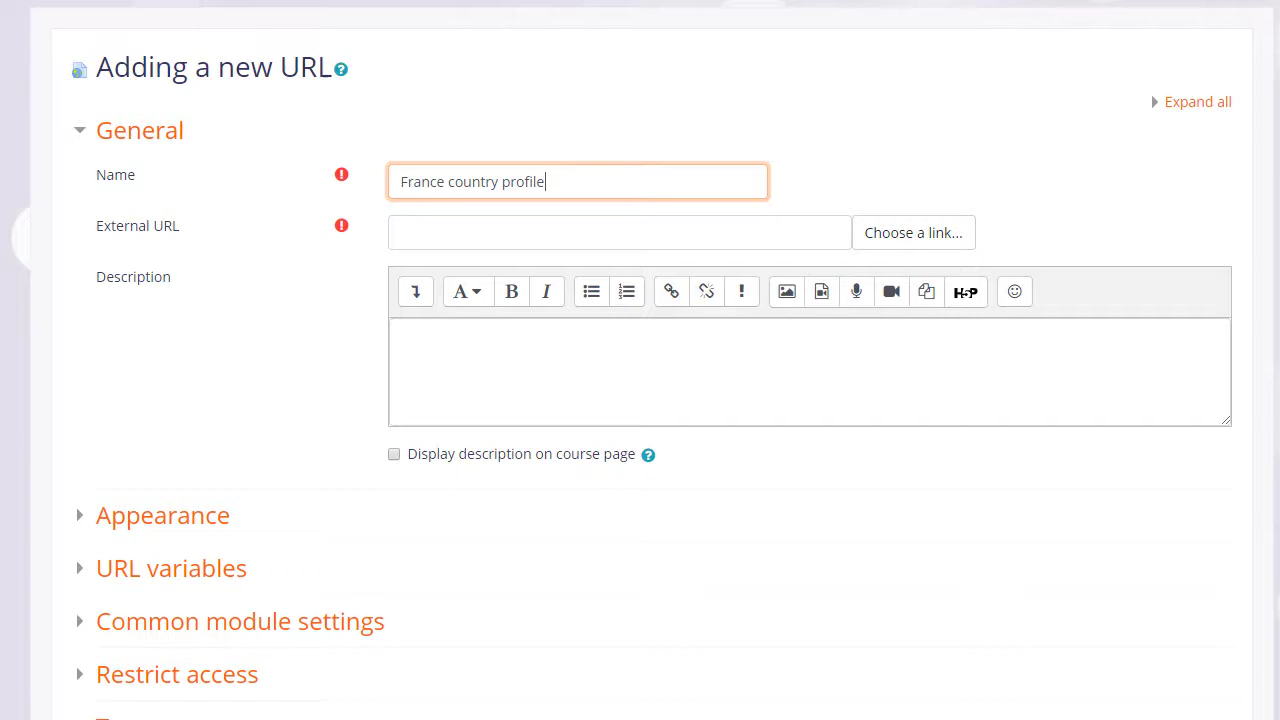 Adding a new URL
Expand all
General
Name
France country profile
External URL
Choose a link...
Description
A B I
H5P
Display description on course page
Appearance
URL variables
Common module settings
Restrict access